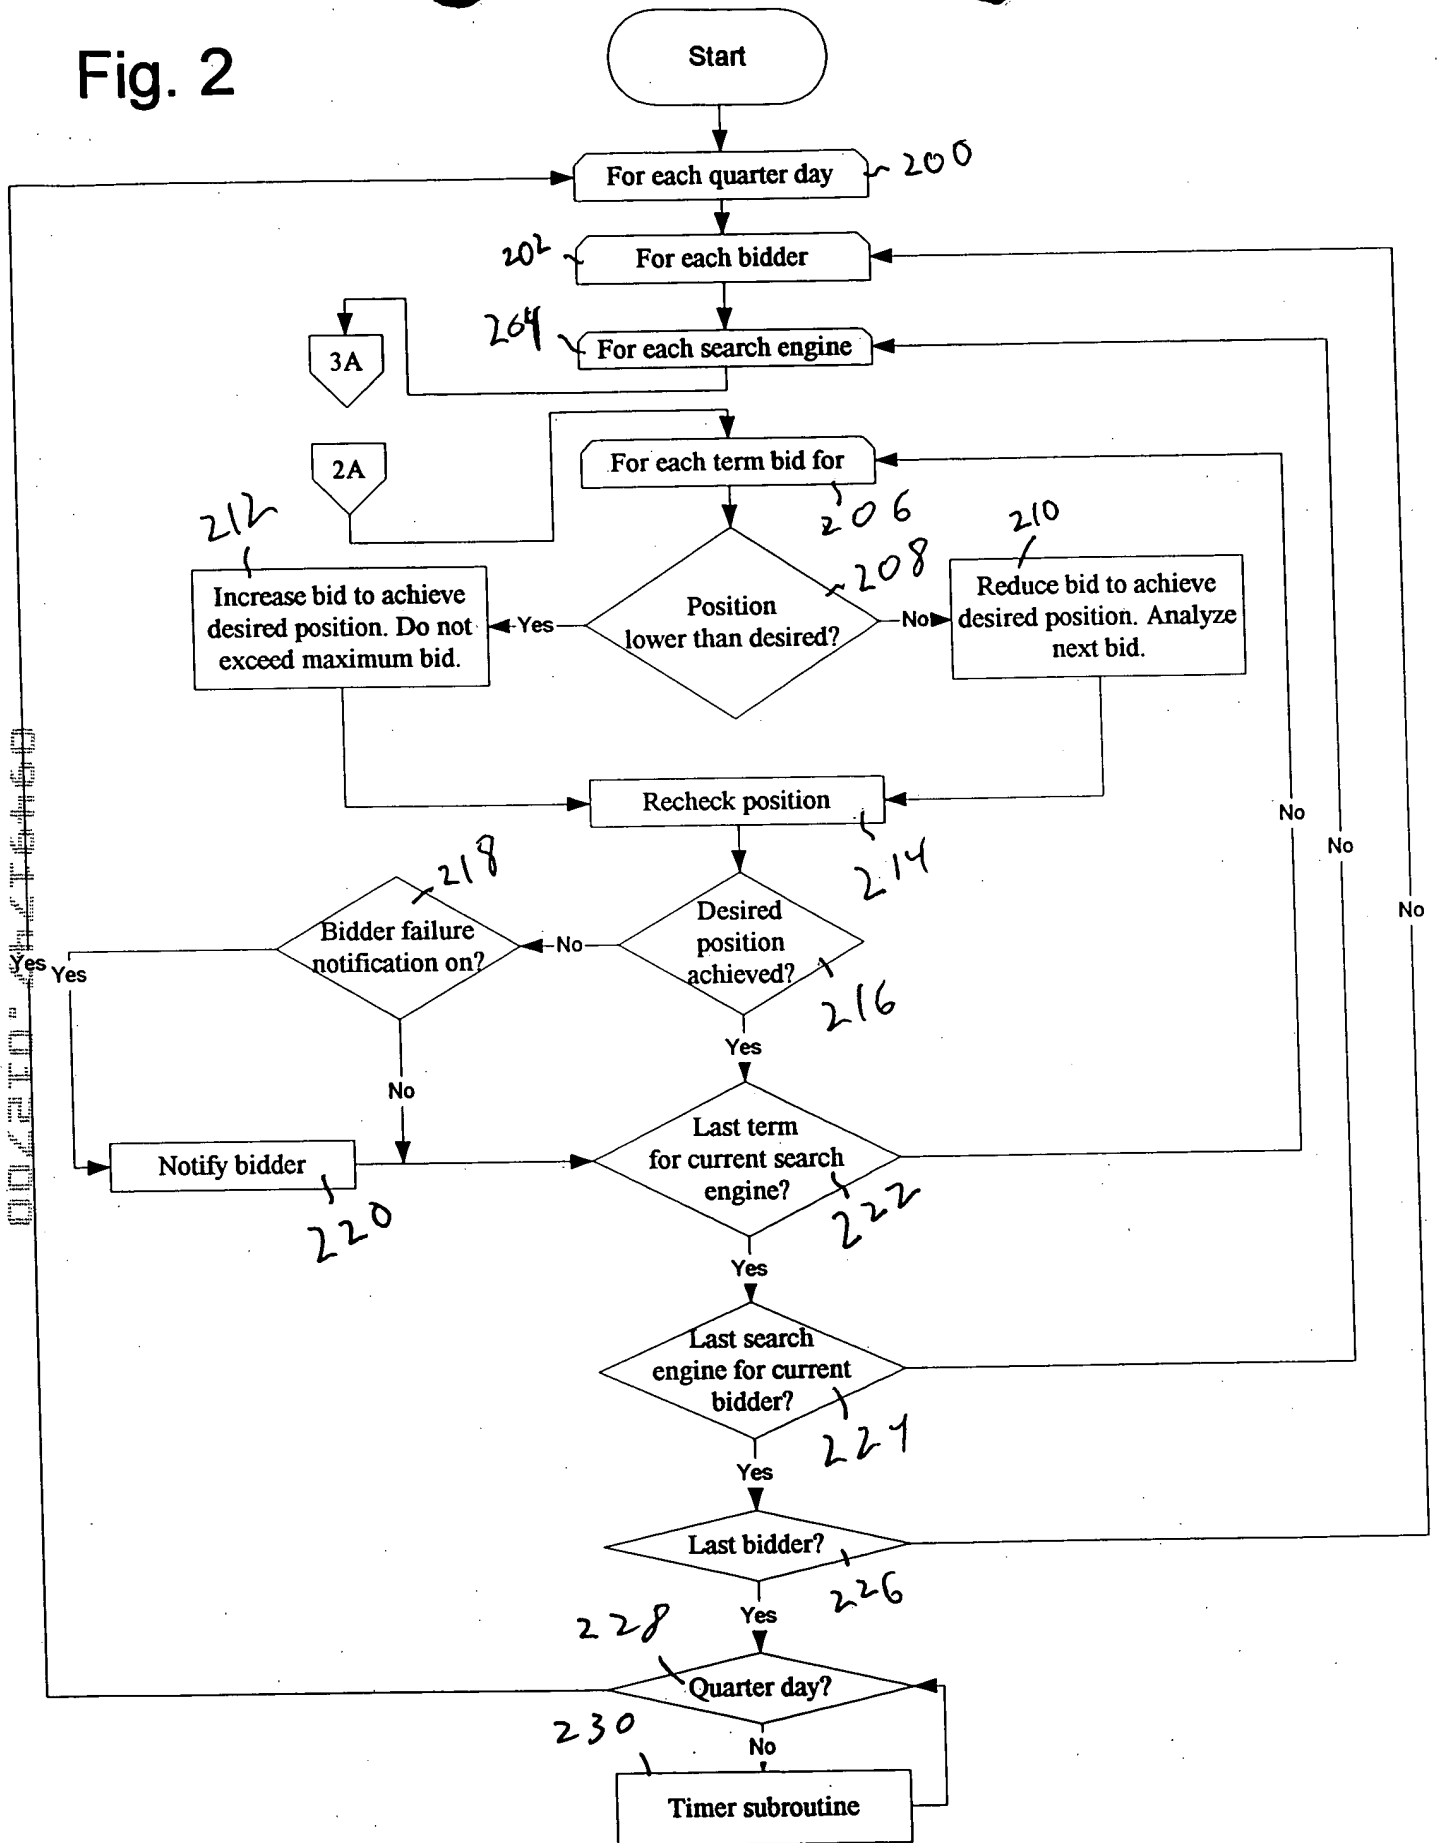 Fig. 2
Start
For each quarter day
200
202
For each bidder
204
For each search engine
3A
2A
For each term bid for
206
212
210
208
Increase bid to achieve
desired position. Do not
exceed maximum bid.
Yes
Position
lower than desired?
No
Reduce bid to achieve
desired position. Analyze
next bid.
Recheck position
214
No
No
No
218
Bidder failure
notification on?
No
Desired
position
achieved?
216
Yes
Yes
Yes
No
Notify bidder
220
Last term
for current search
engine?
222
Yes
Last search
engine for current
bidder?
224
Yes
Last bidder?
226
Yes
228
Quarter day?
230
No
Timer subroutine